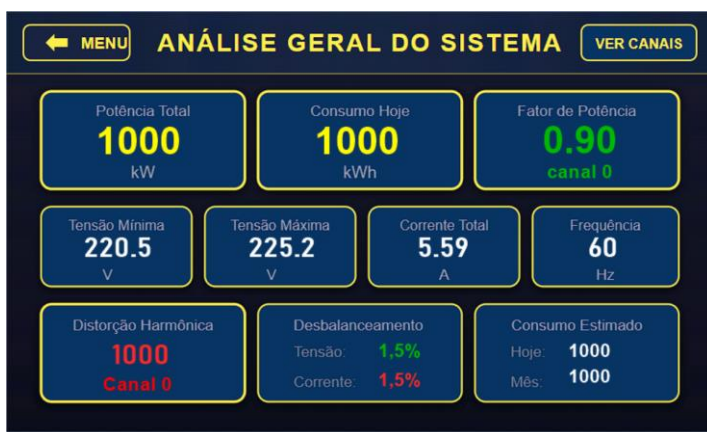 MENU
ANÁLISE GERAL DO SISTEMA
VER CANAIS
Potência Total
1000
kW
Consumo Hoje
1000
kWh
Fator de Potência
0.90
canal 0
Tensão Mínima
220.5
V
Tensão Máxima
225.2
V
Corrente Total
5.59
A
Frequência
60
Hz
Distorção Harmônica
1000
Canal 0
Desbalanceamento
Tensão: 1,5%
Corrente: 1,5%
Consumo Estimado
Hoje: 1000
Mês: 1000